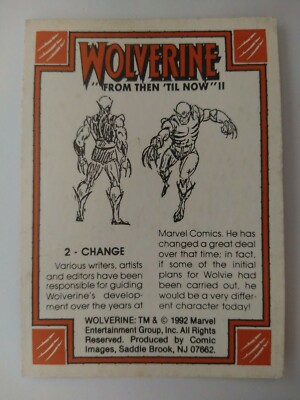 WOLVERINE
"FROM THEN 'TIL NOW" II
2 - CHANGE
Various writers, artists
and editors have been
responsible for guiding
Wolverine's develop-
ment over the years at
Marvel Comics. He has
changed a great deal
over that time; in fact,
if some of the initial
plans for Wolvie had
been carried out, he
would be a very differ-
ent character today!
WOLVERINE: TM & © 1992 Marvel
Entertainment Group, Inc. All Rights
Reserved. Produced by Comic
Images, Saddle Brook, NJ 07662.